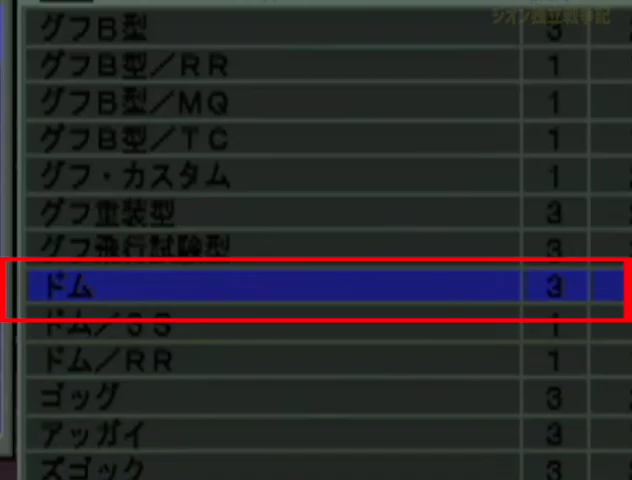 ジオン独立戦争記
グフB型 3
グフB型／RR 1
グフB型／MQ 1
グフB型／TC 1
グフ・カスタム 1
グフ重装型 3
グフ飛行試験型 3
ドム 3
ドム／GS 1
ドム／RR 1
ゴッグ 3
アッガイ 3
ズゴック 3